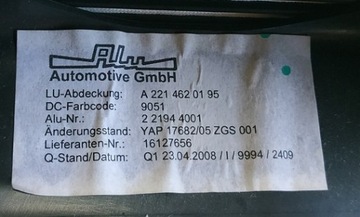 ALu
Automotive GmbH
LU-Abdeckung: A 221 462 01 95
DC-Farbcode: 9051
Alu-Nr.: 2 2194 4001
Änderungsstand: YAP 17682/05 ZGS 001
Lieferanten-Nr.: 16127656
Q-Stand/Datum: Q1 23.04.2008 / I / 9994 / 2409